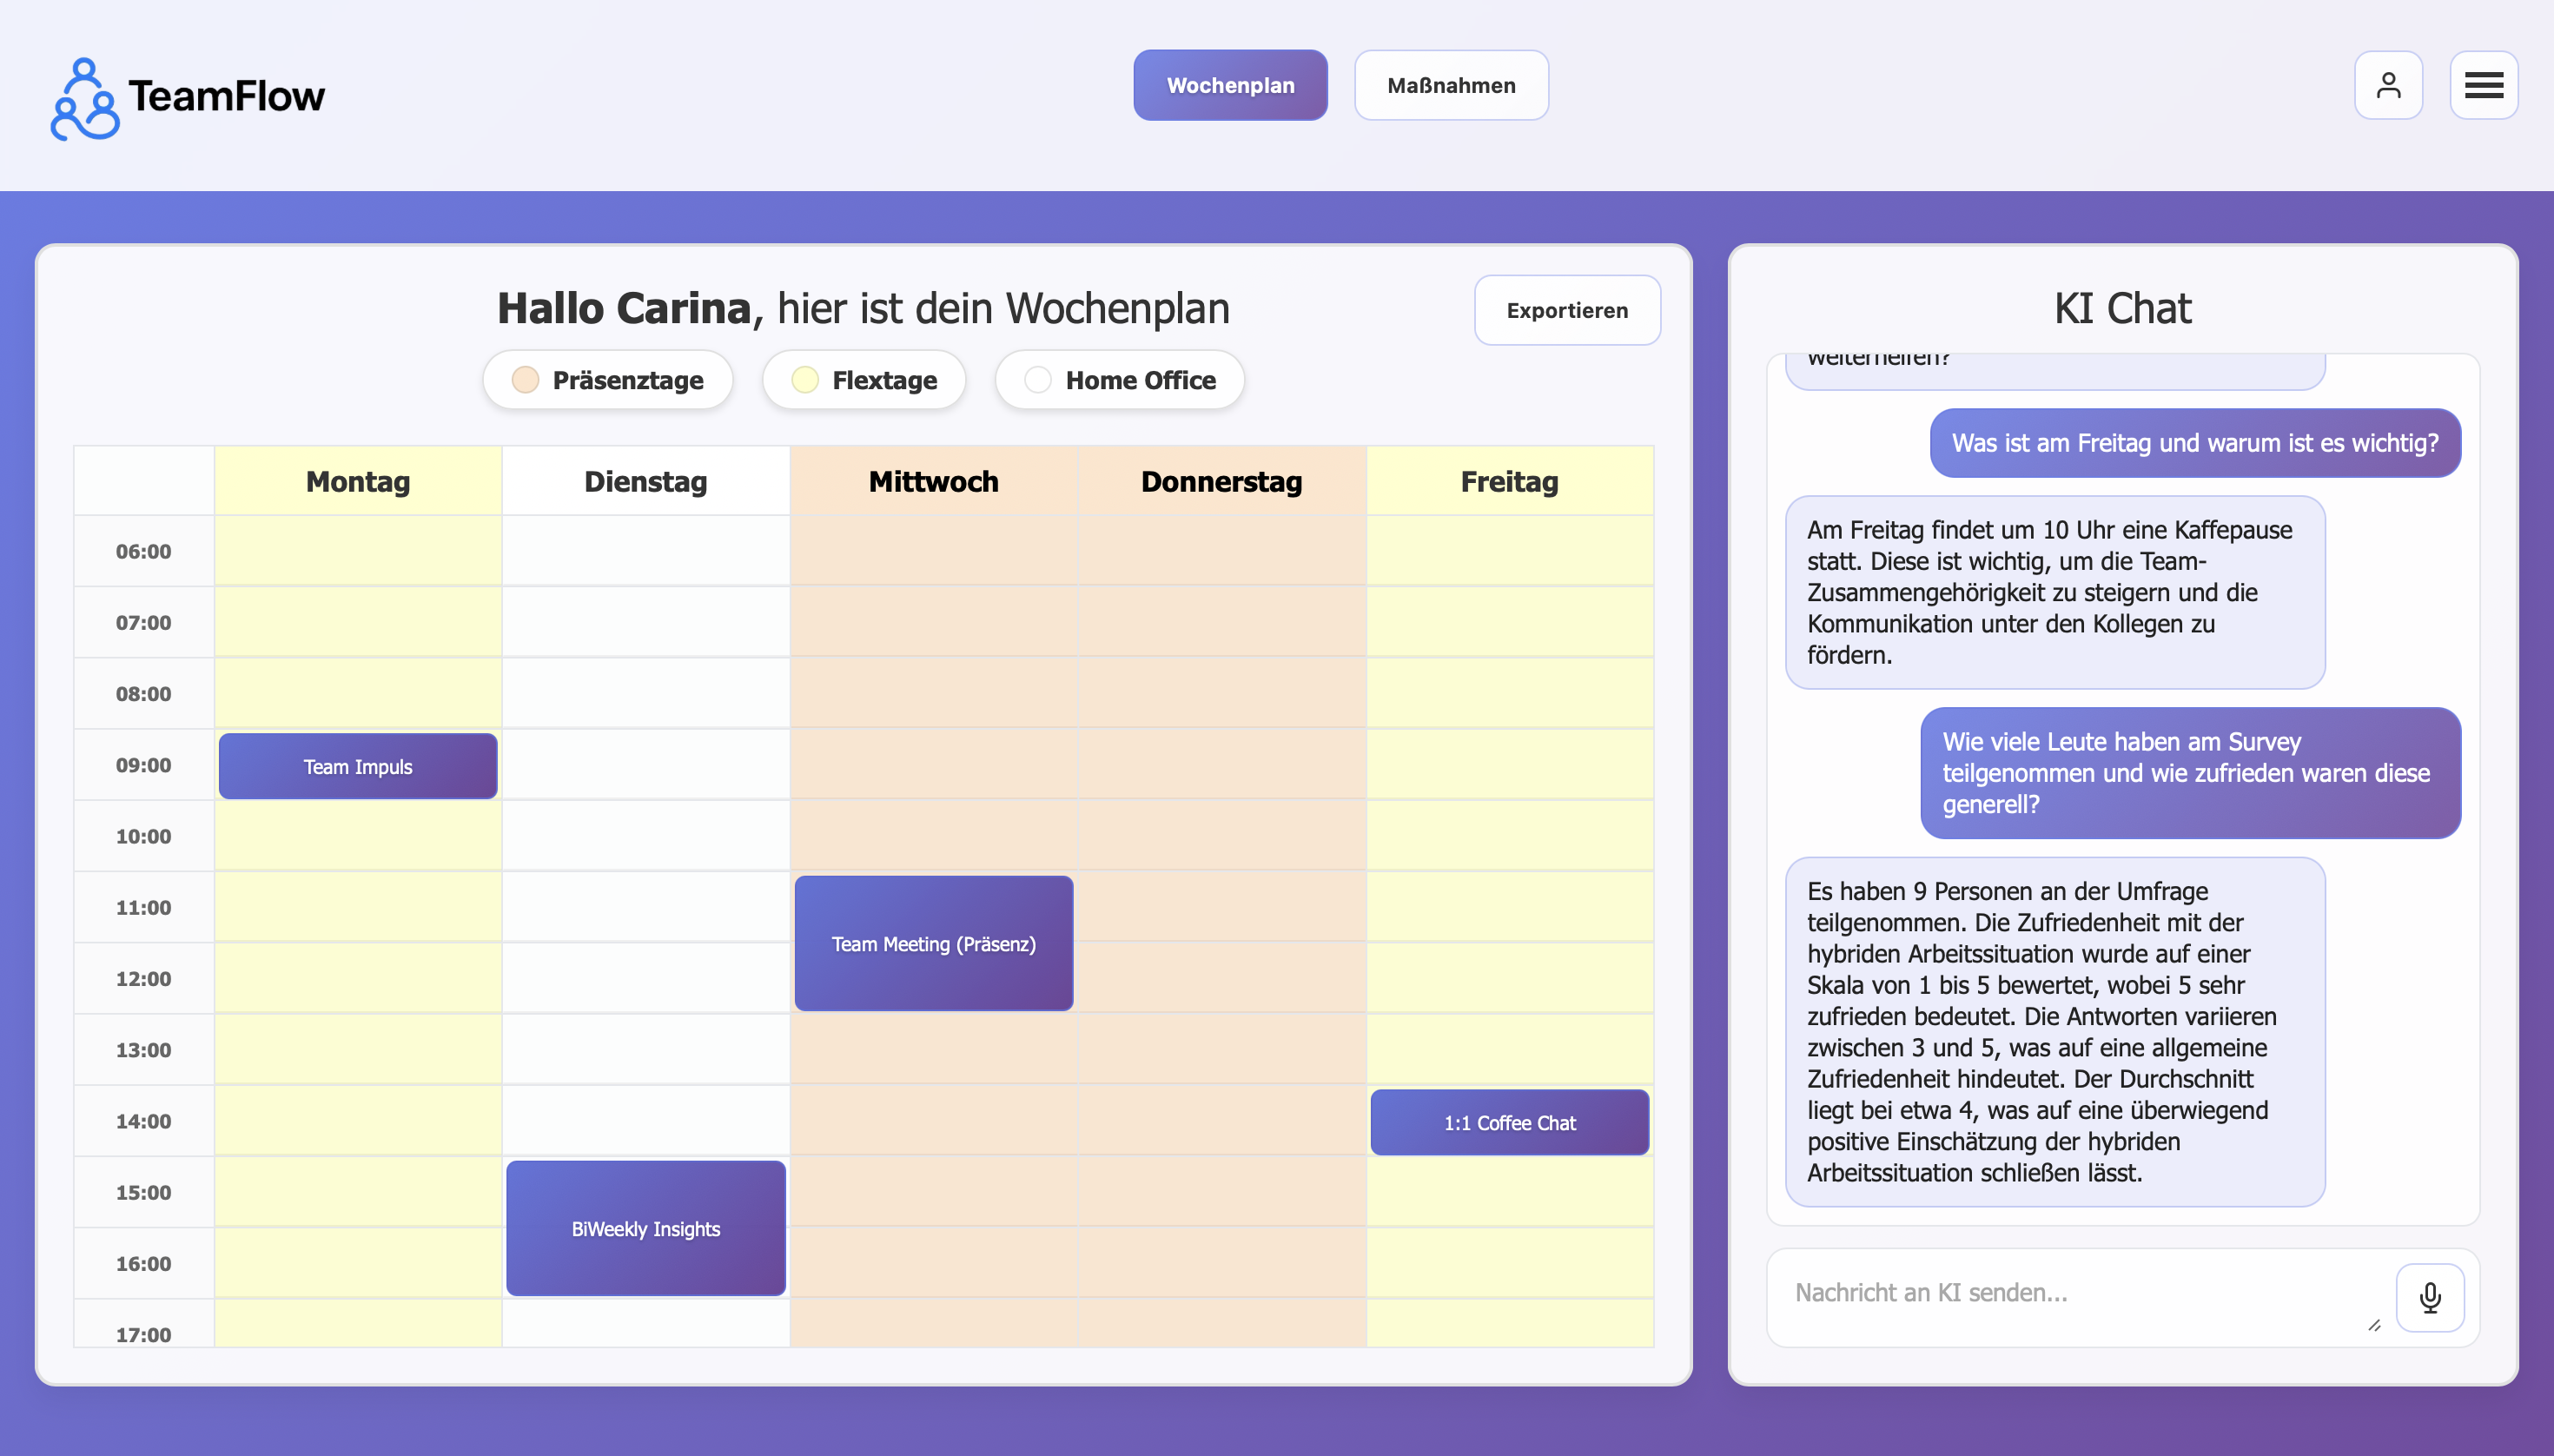 TeamFlow
Wochenplan
Maßnahmen
Hallo Carina, hier ist dein Wochenplan
Exportieren
Präsenztage
Flextage
Home Office
Montag
Dienstag
Mittwoch
Donnerstag
Freitag
06:00
07:00
08:00
09:00
Team Impuls
10:00
11:00
Team Meeting (Präsenz)
12:00
13:00
14:00
1:1 Coffee Chat
15:00
BiWeekly Insights
16:00
17:00
KI Chat
weiterhelfen?
Was ist am Freitag und warum ist es wichtig?
Am Freitag findet um 10 Uhr eine Kaffepause
statt. Diese ist wichtig, um die Team-
Zusammengehörigkeit zu steigern und die
Kommunikation unter den Kollegen zu
fördern.
Wie viele Leute haben am Survey
teilgenommen und wie zufrieden waren diese
generell?
Es haben 9 Personen an der Umfrage
teilgenommen. Die Zufriedenheit mit der
hybriden Arbeitssituation wurde auf einer
Skala von 1 bis 5 bewertet, wobei 5 sehr
zufrieden bedeutet. Die Antworten variieren
zwischen 3 und 5, was auf eine allgemeine
Zufriedenheit hindeutet. Der Durchschnitt
liegt bei etwa 4, was auf eine überwiegend
positive Einschätzung der hybriden
Arbeitssituation schließen lässt.
Nachricht an KI senden...